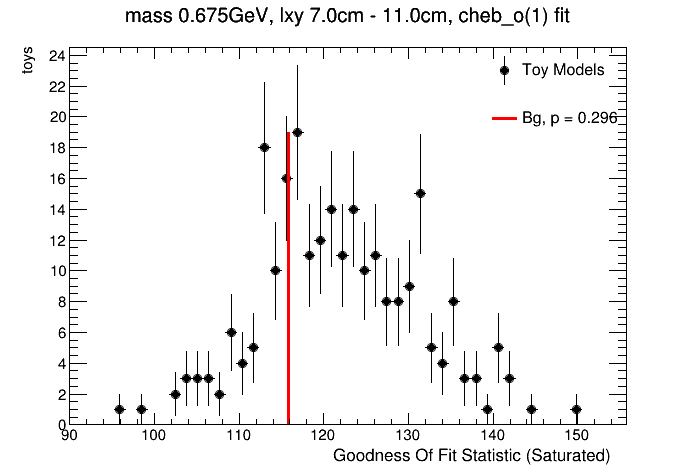 mass 0.675GeV, lxy 7.0cm - 11.0cm, cheb_o(1) fit
toys
24
22
20
18
16
14
12
10
8
6
4
2
0
Toy Models
Bg, p = 0.296
90 100 110 120 130 140 150
Goodness Of Fit Statistic (Saturated)